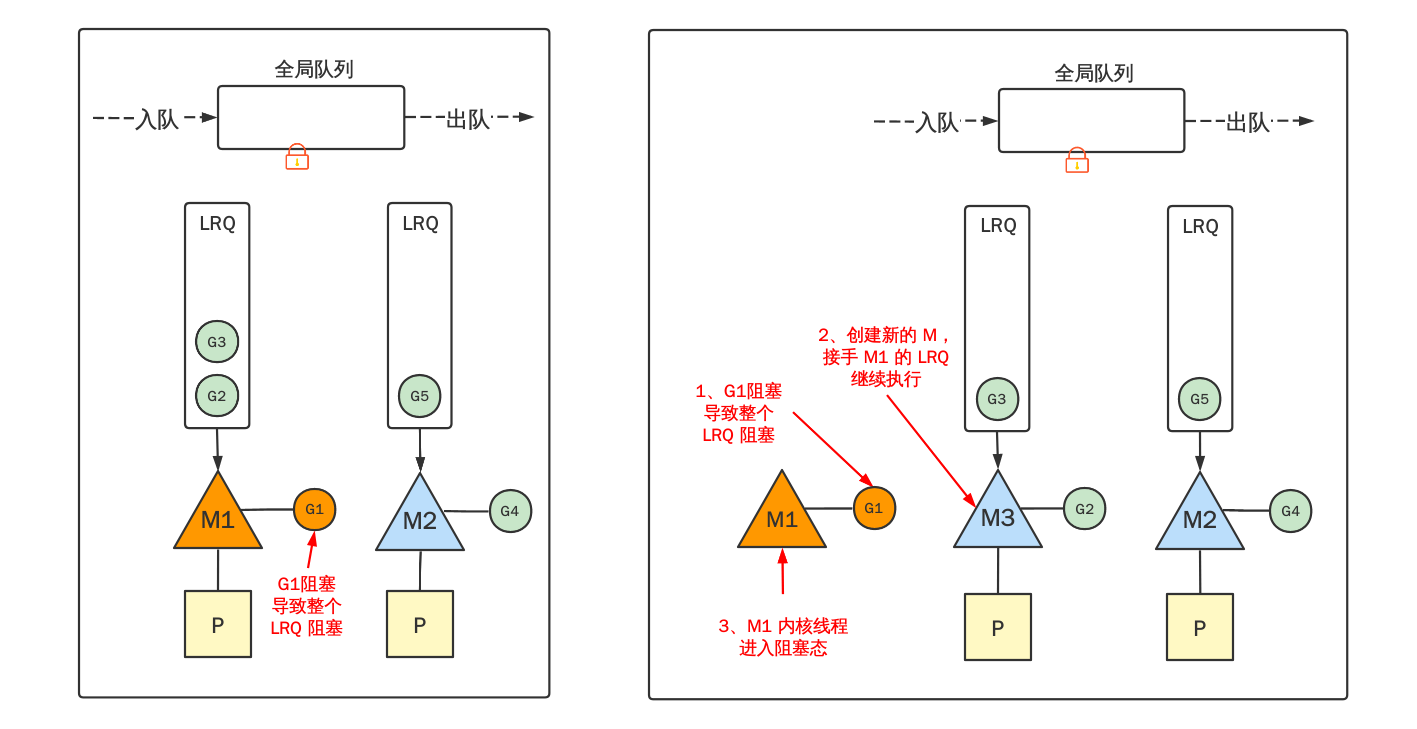 全局队列
入队
出队
LRQ
LRQ
G3
G2
G5
M1
G1
M2
G4
G1阻塞
导致整个
LRQ 阻塞
P
P
全局队列
入队
出队
LRQ
LRQ
2、创建新的 M，
接手 M1 的 LRQ
继续执行
1、G1阻塞
导致整个
LRQ 阻塞
G3
G5
M1
G1
M3
G2
M2
G4
3、M1 内核线程
进入阻塞态
P
P